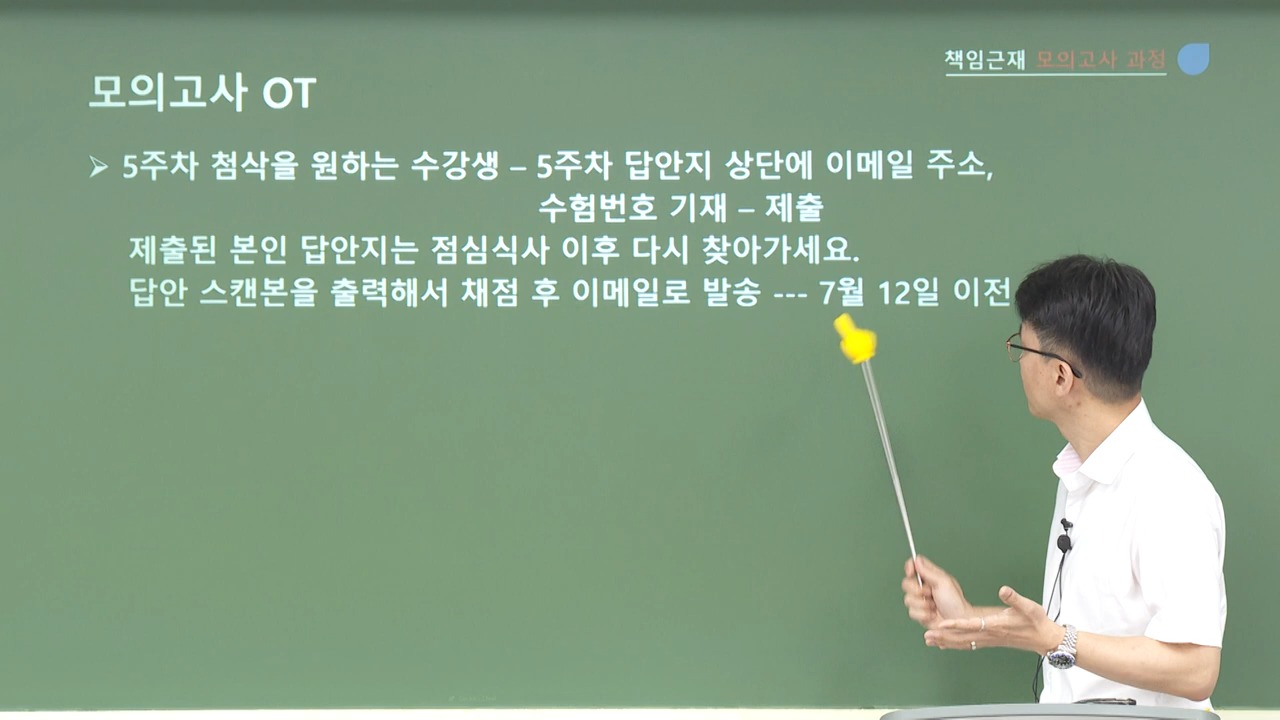 책임근재 모의고사 과정
모의고사 OT
➢ 5주차 첨삭을 원하는 수강생 – 5주차 답안지 상단에 이메일 주소,
수험번호 기재 – 제출
제출된 본인 답안지는 점심식사 이후 다시 찾아가세요.
답안 스캔본을 출력해서 채점 후 이메일로 발송 --- 7월 12일 이전